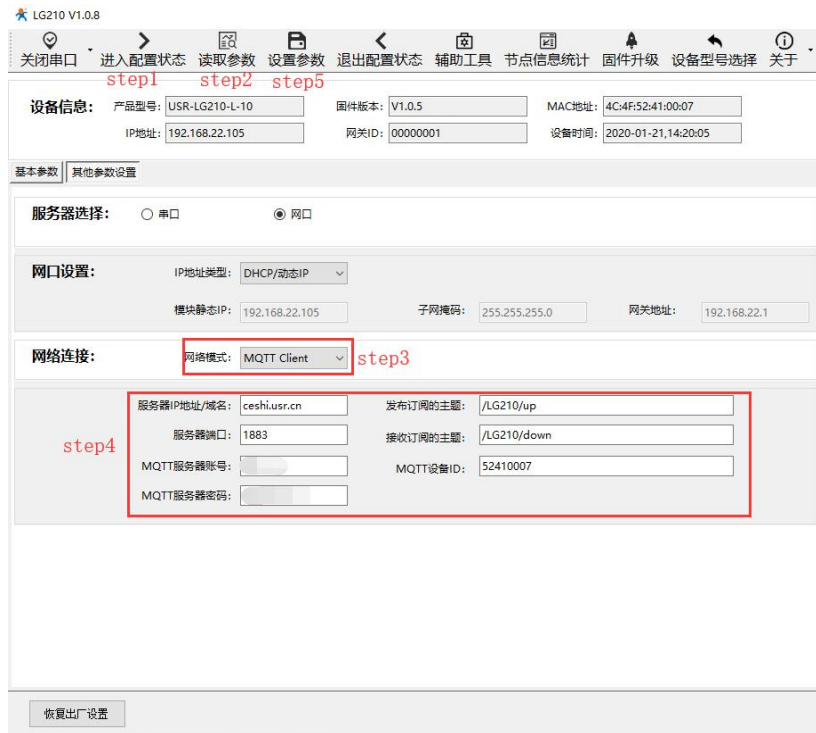 LG210 V1.0.8
关闭串口 进入配置状态 读取参数 设置参数 退出配置状态 辅助工具 节点信息统计 固件升级 设备型号选择 关于
step1 step2 step5
设备信息： 产品型号： USR-LG210-L-10 固件版本： V1.0.5 MAC地址： 4C:4F:52:41:00:07
IP地址： 192.168.22.105 网关ID： 00000001 设备时间： 2020-01-21,14:20:05
基本参数 其他参数设置
服务器选择： 串口 网口
网口设置： IP地址类型： DHCP/动态IP
模块静态IP： 192.168.22.105 子网掩码： 255.255.255.0 网关地址： 192.168.22.1
网络连接： 网络模式： MQTT Client step3
服务器IP地址/域名： ceshi.usr.cn 发布订阅的主题： /LG210/up
服务器端口： 1883 接收订阅的主题： /LG210/down
step4
MQTT服务器账号： MQTT设备ID： 52410007
MQTT服务器密码：
恢复出厂设置